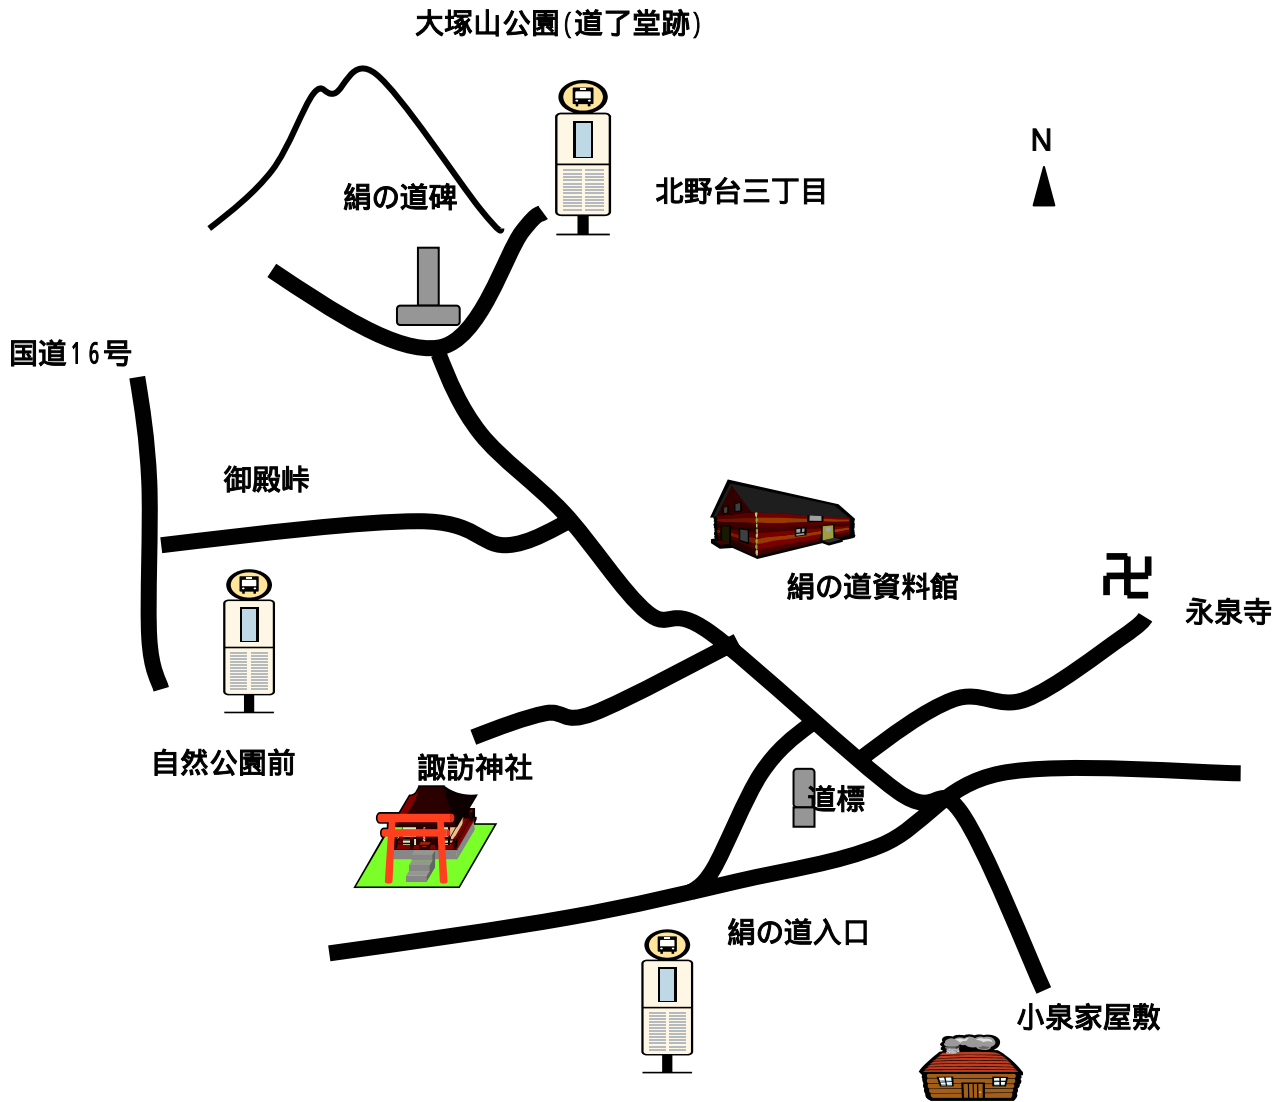 大塚山公園(道了堂跡)
N
北野台三丁目
絹の道碑
国道16号
御殿峠
絹の道資料館
卍
永泉寺
自然公園前
諏訪神社
道標
絹の道入口
小泉家屋敷